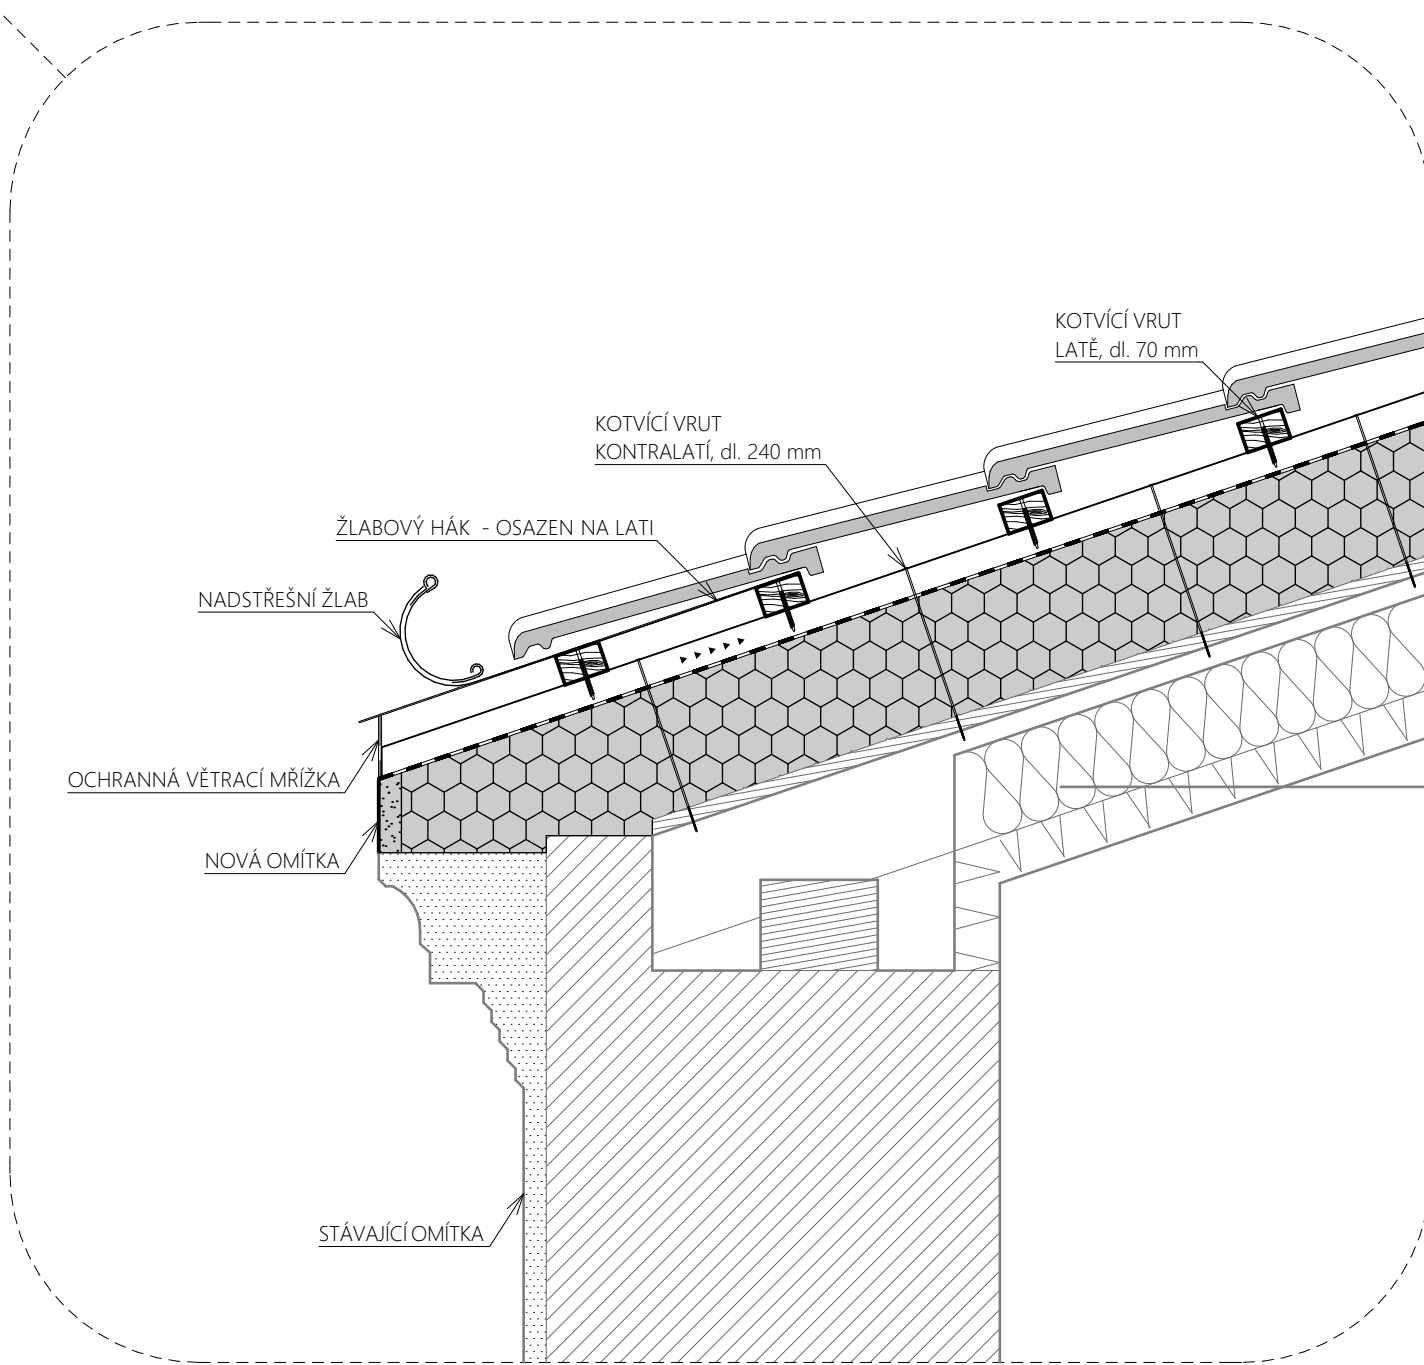 KOTVÍCÍ VRUT
LATĚ, dl. 70 mm
KOTVÍCÍ VRUT
KONTRALATÍ, dl. 240 mm
ŽLABOVÝ HÁK - OSAZEN NA LATI
NADSTŘEŠNÍ ŽLAB
OCHRANNÁ VĚTRACÍ MŘÍŽKA
NOVÁ OMÍTKA
STÁVAJÍCÍ OMÍTKA